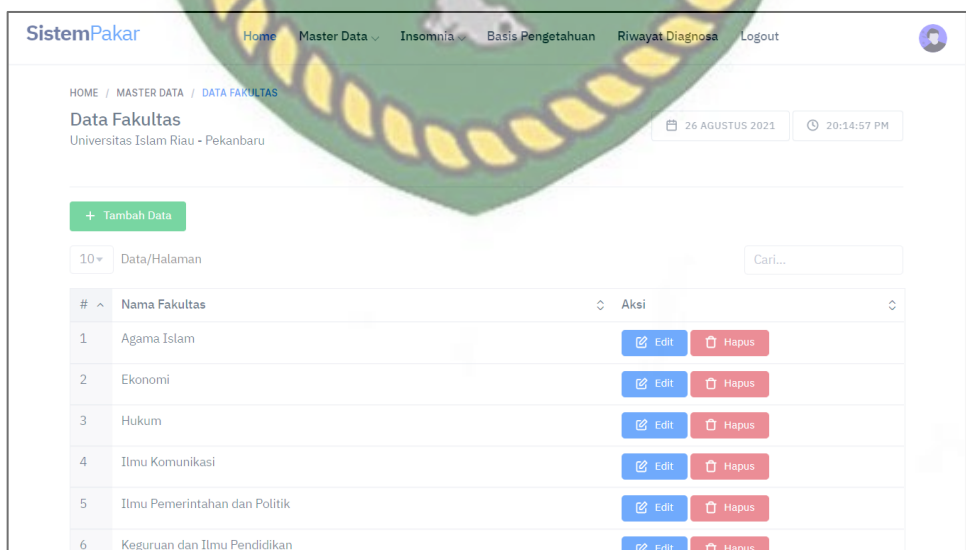 SistemPakar Home Master Data Insomnia Basis Pengetahuan Riwayat Diagnosa Logout
HOME / MASTER DATA / DATA FAKULTAS
Data Fakultas
Universitas Islam Riau - Pekanbaru
26 AGUSTUS 2021 20:14:57 PM
+ Tambah Data
10 Data/Halaman Cari...
# Nama Fakultas Aksi
1 Agama Islam Edit Hapus
2 Ekonomi Edit Hapus
3 Hukum Edit Hapus
4 Ilmu Komunikasi Edit Hapus
5 Ilmu Pemerintahan dan Politik Edit Hapus
6 Keguruan dan Ilmu Pendidikan Edit Hapus